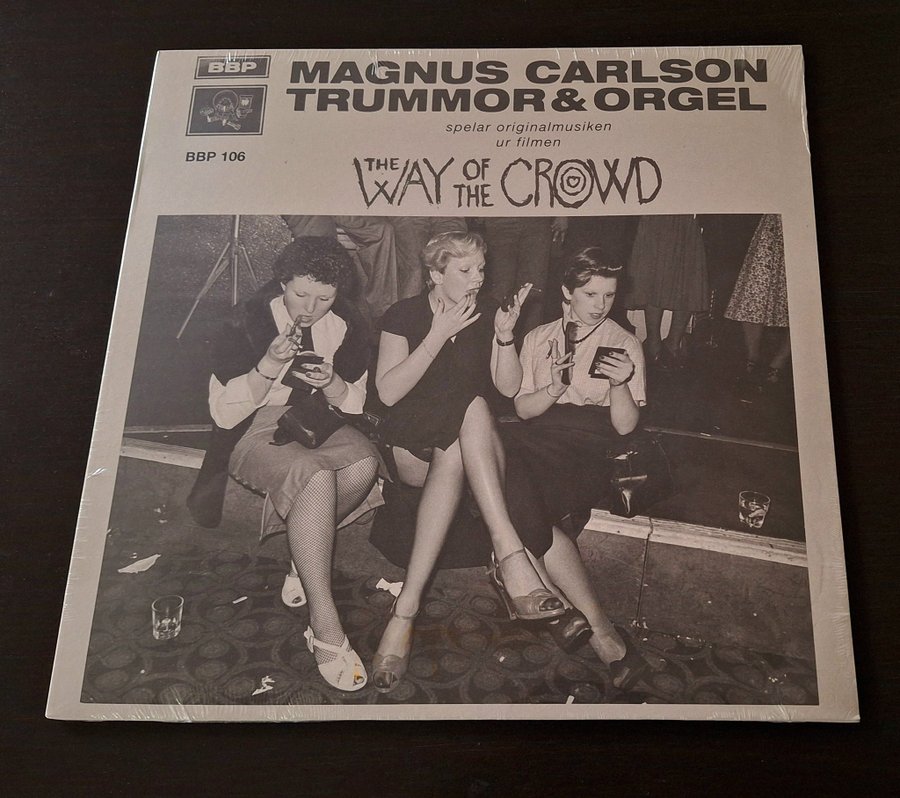 BBP
MAGNUS CARLSON
TRUMMOR & ORGEL
spelar originalmusiken
ur filmen
BBP 106
THE WAY OF THE CROWD